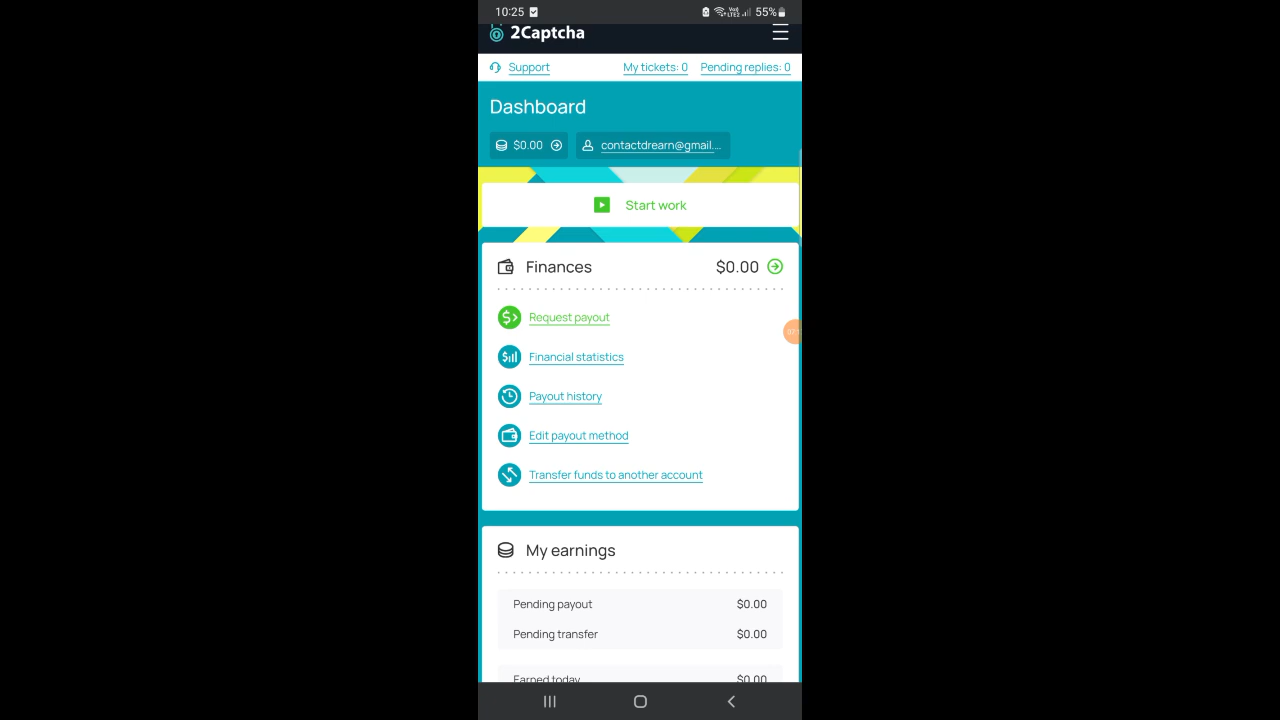 10:25
Vo)) LTE2 55%
2Captcha
Support My tickets: 0 Pending replies: 0
Dashboard
$0.00 contactdrearn@gmail....
Start work
Finances $0.00
Request payout
Financial statistics
Payout history
Edit payout method
Transfer funds to another account
My earnings
Pending payout $0.00
Pending transfer $0.00
Earned today $0.00